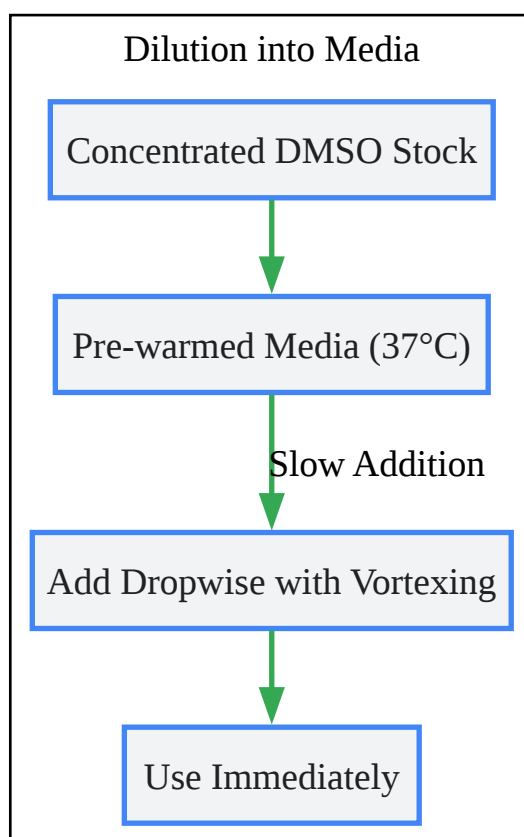 Dilution into Media
Concentrated DMSO Stock
Pre-warmed Media (37°C)
Slow Addition
Add Dropwise with Vortexing
Use Immediately